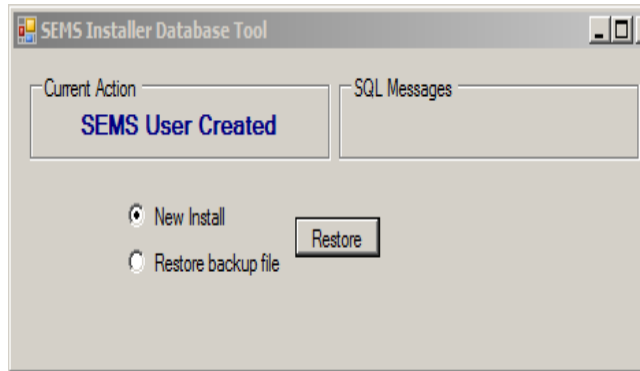 SEMS Installer Database Tool
Current Action
SEMS User Created
SQL Messages
New Install
Restore backup file
Restore